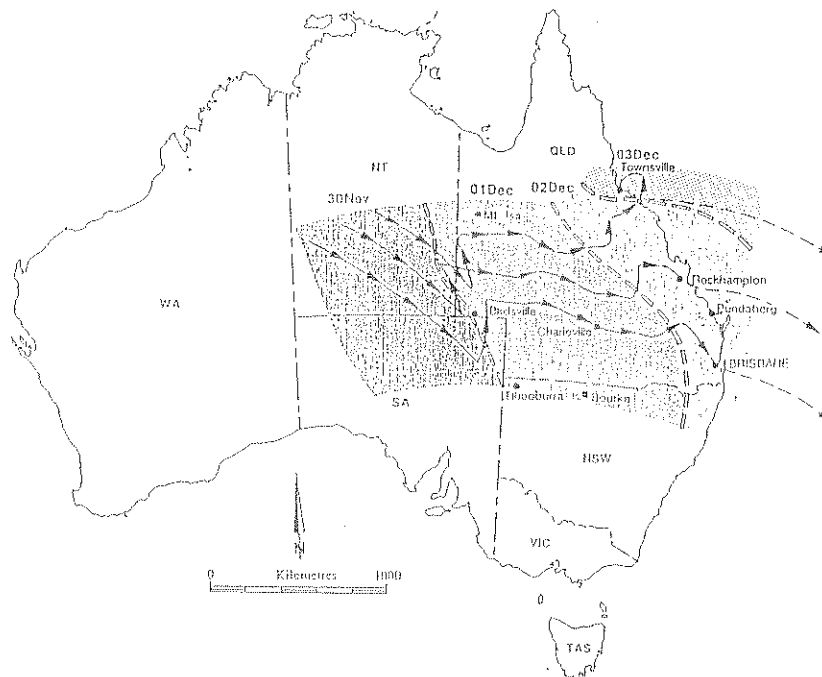 QLD
03Dec
Townsville
NT
30Nov
01Dec
02Dec
Mt. Isa
WA
Rockhampton
Birdsville
Bundaberg
Charleville
BRISBANE
SA
Bourke
NSW
N
VIC
0 Kilometres 1000
TAS